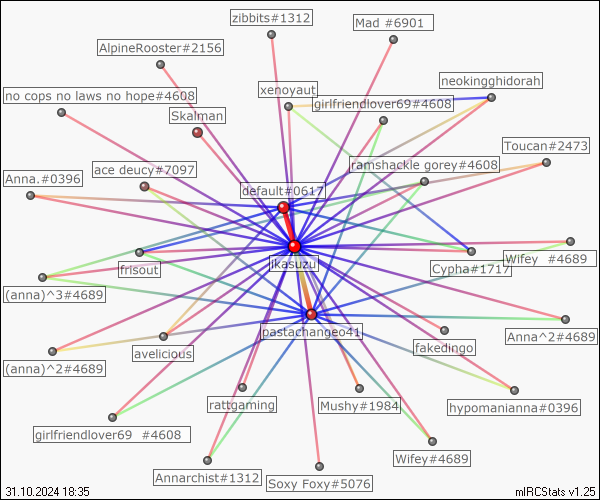 zibbits#1312
Mad #6901
AlpineRooster#2156
neokingghidorah
xenoyaut
no cops no laws no hope#4608
girlfriendlover69#4608
Skalman
Toucan#2473
ramshackle gorey#4608
ace deucy#7097
Anna.#0396
default#0617
ikasuzu
Wifey  #4689
Cypha#1717
frisout
(anna)^3#4689
pastachangeo41
Anna^2#4689
fakedingo
avelicious
(anna)^2#4689
rattgaming
Mushy#1984
hypomanianna#0396
girlfriendlover69  #4608
Wifey#4689
Annarchist#1312
Soxy Foxy#5076
31.10.2024 18:35
mIRCStats v1.25